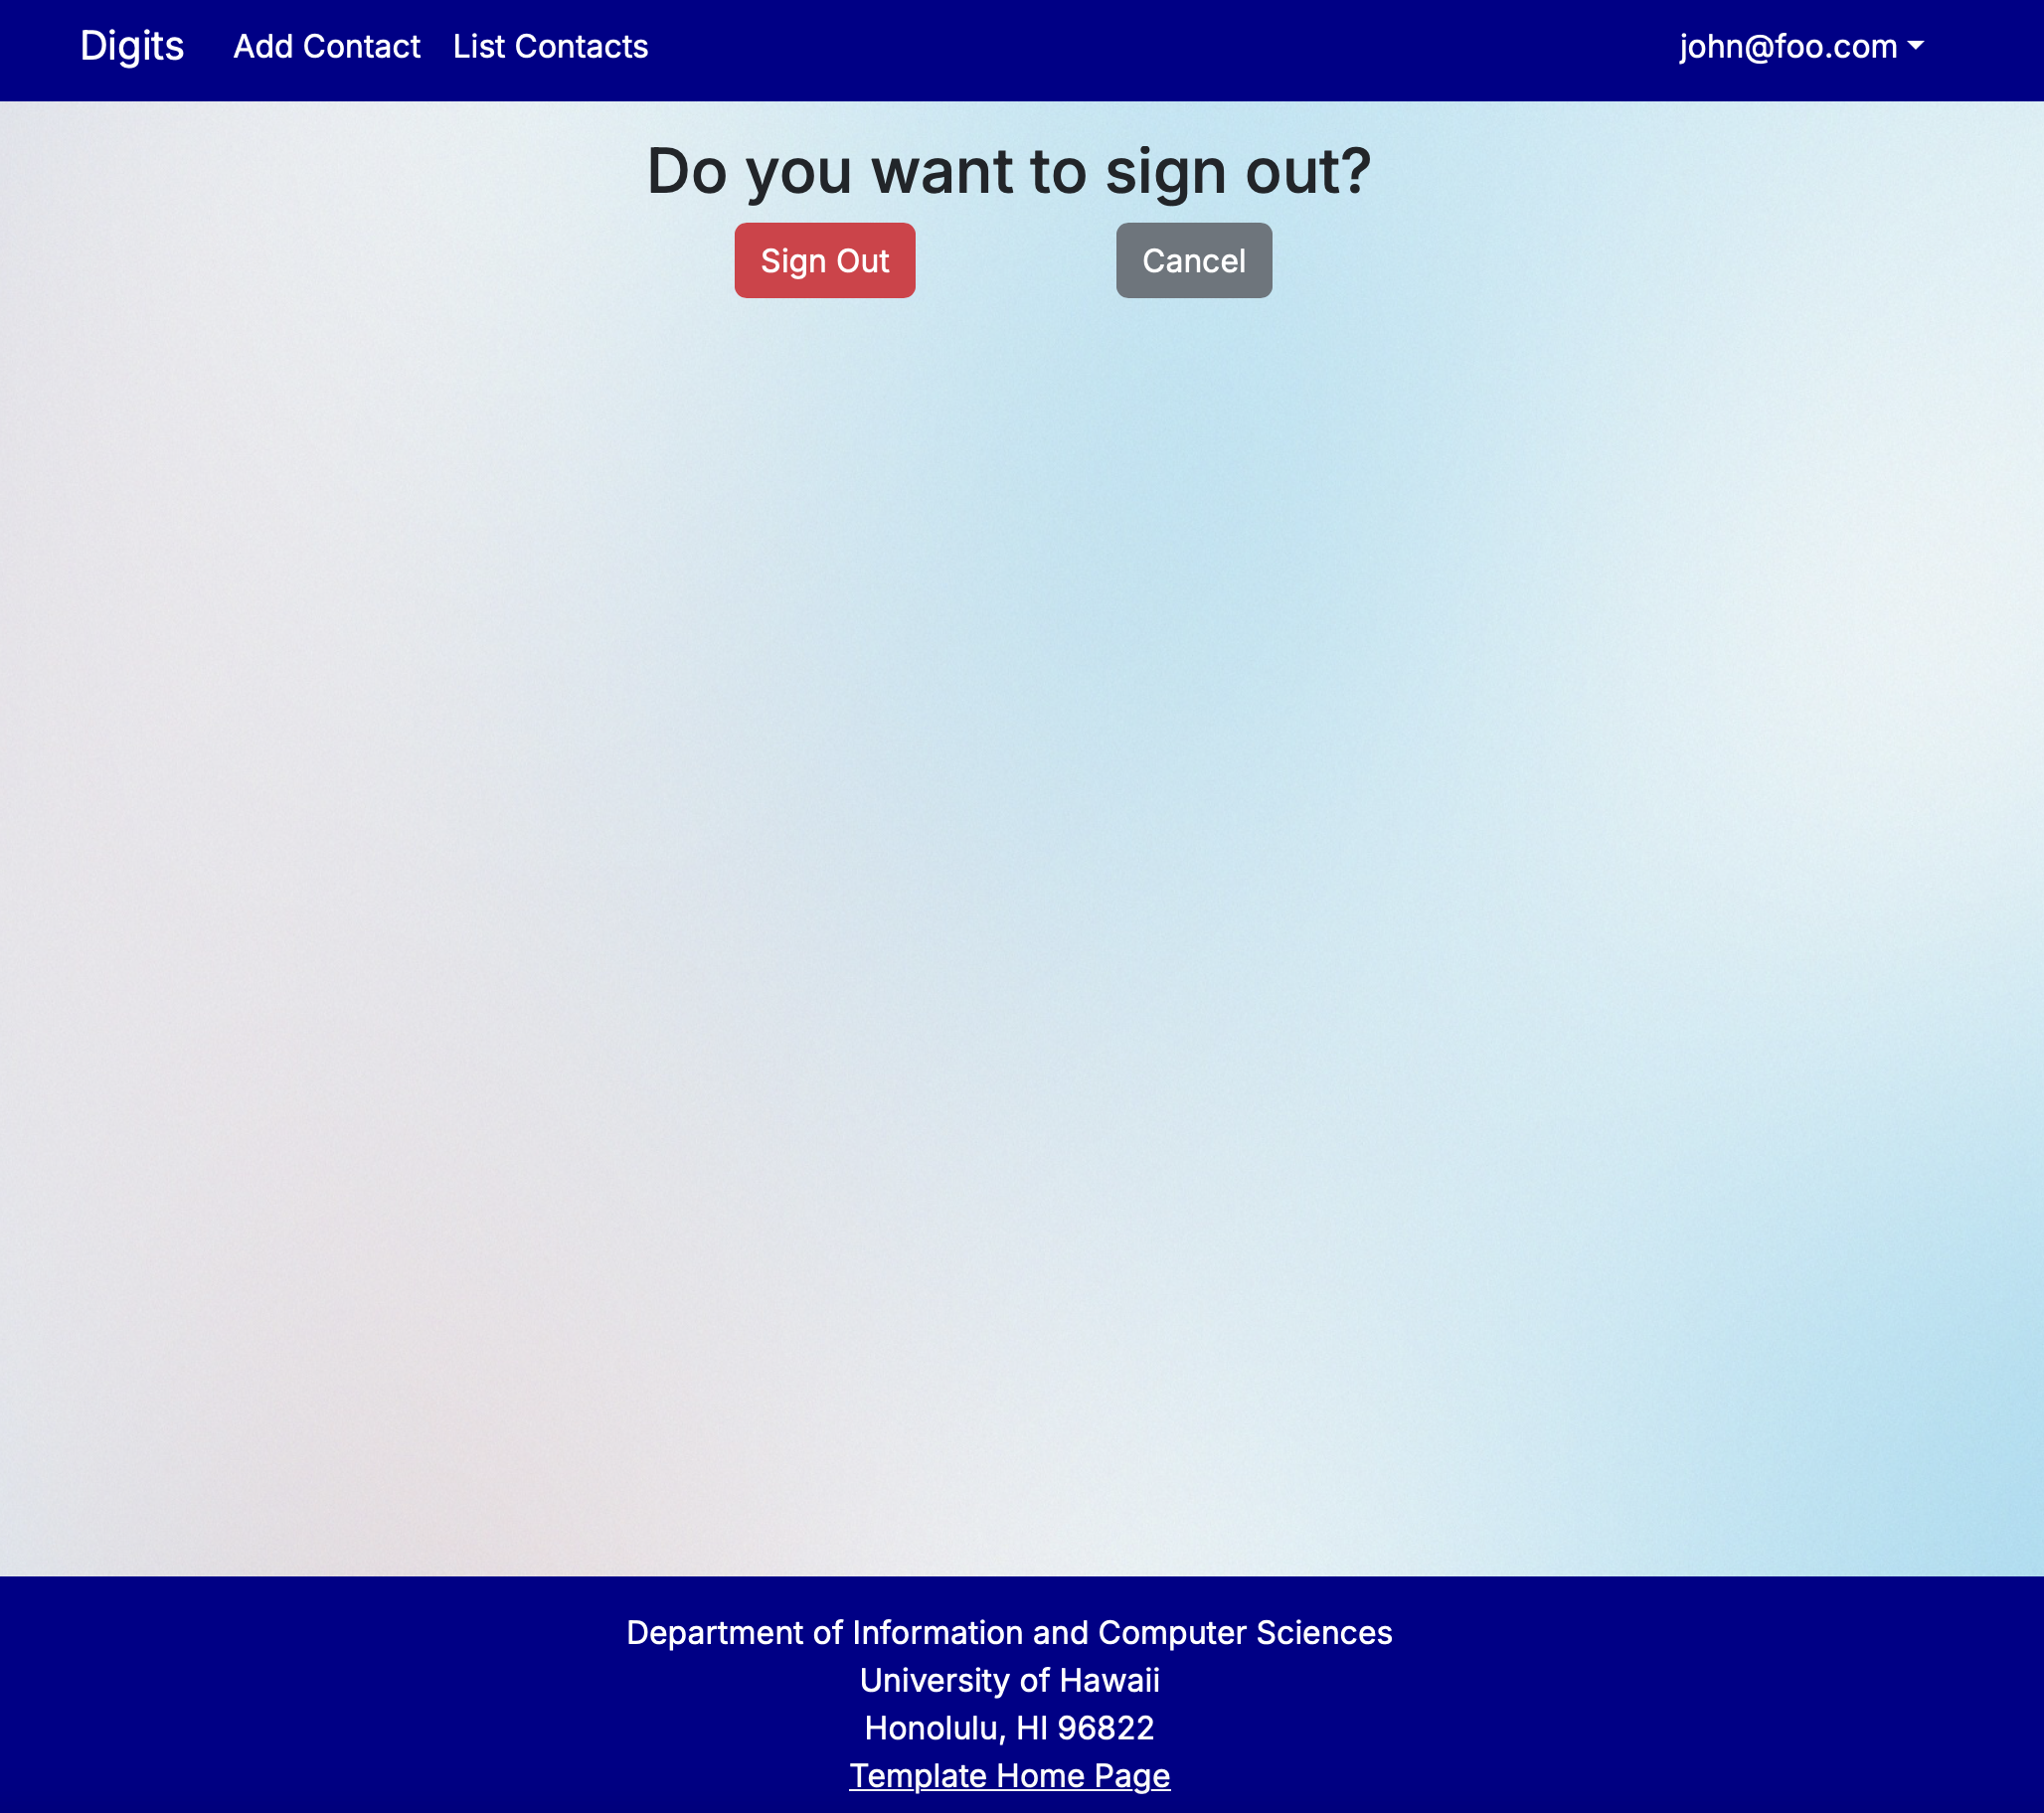 Digits Add Contact List Contacts john@foo.com
Do you want to sign out?
Sign Out Cancel
Department of Information and Computer Sciences
University of Hawaii
Honolulu, HI 96822
Template Home Page